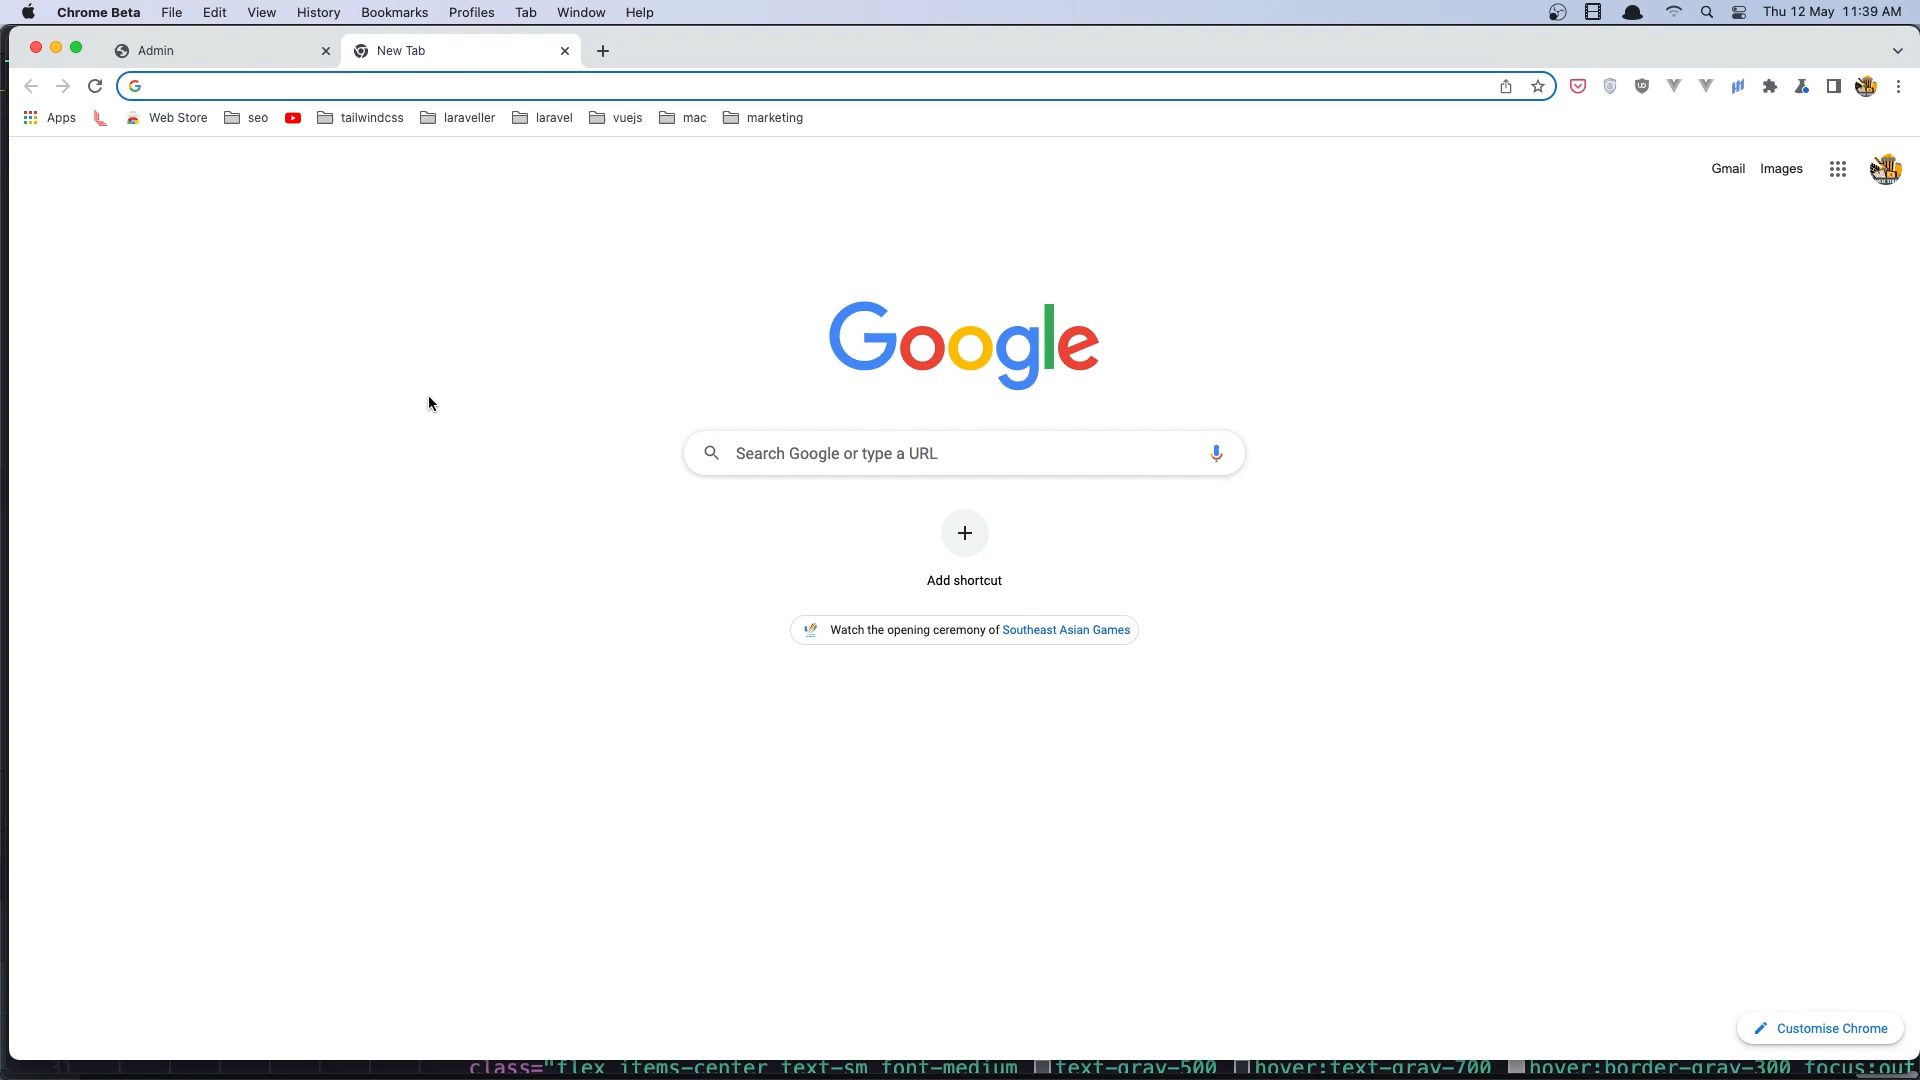 Chrome Beta File Edit View History Bookmarks Profiles Tab Window Help Thu 12 May 11:39 AM
Admin New Tab
Apps Web Store seo tailwindcss laraveller laravel vuejs mac marketing
Gmail Images
Google
Search Google or type a URL
Add shortcut
Watch the opening ceremony of Southeast Asian Games
Customise Chrome
31 class="flex items-center text-sm font-medium text-gray-500 hover:text-gray-700 hover:border-gray-300 focus:out